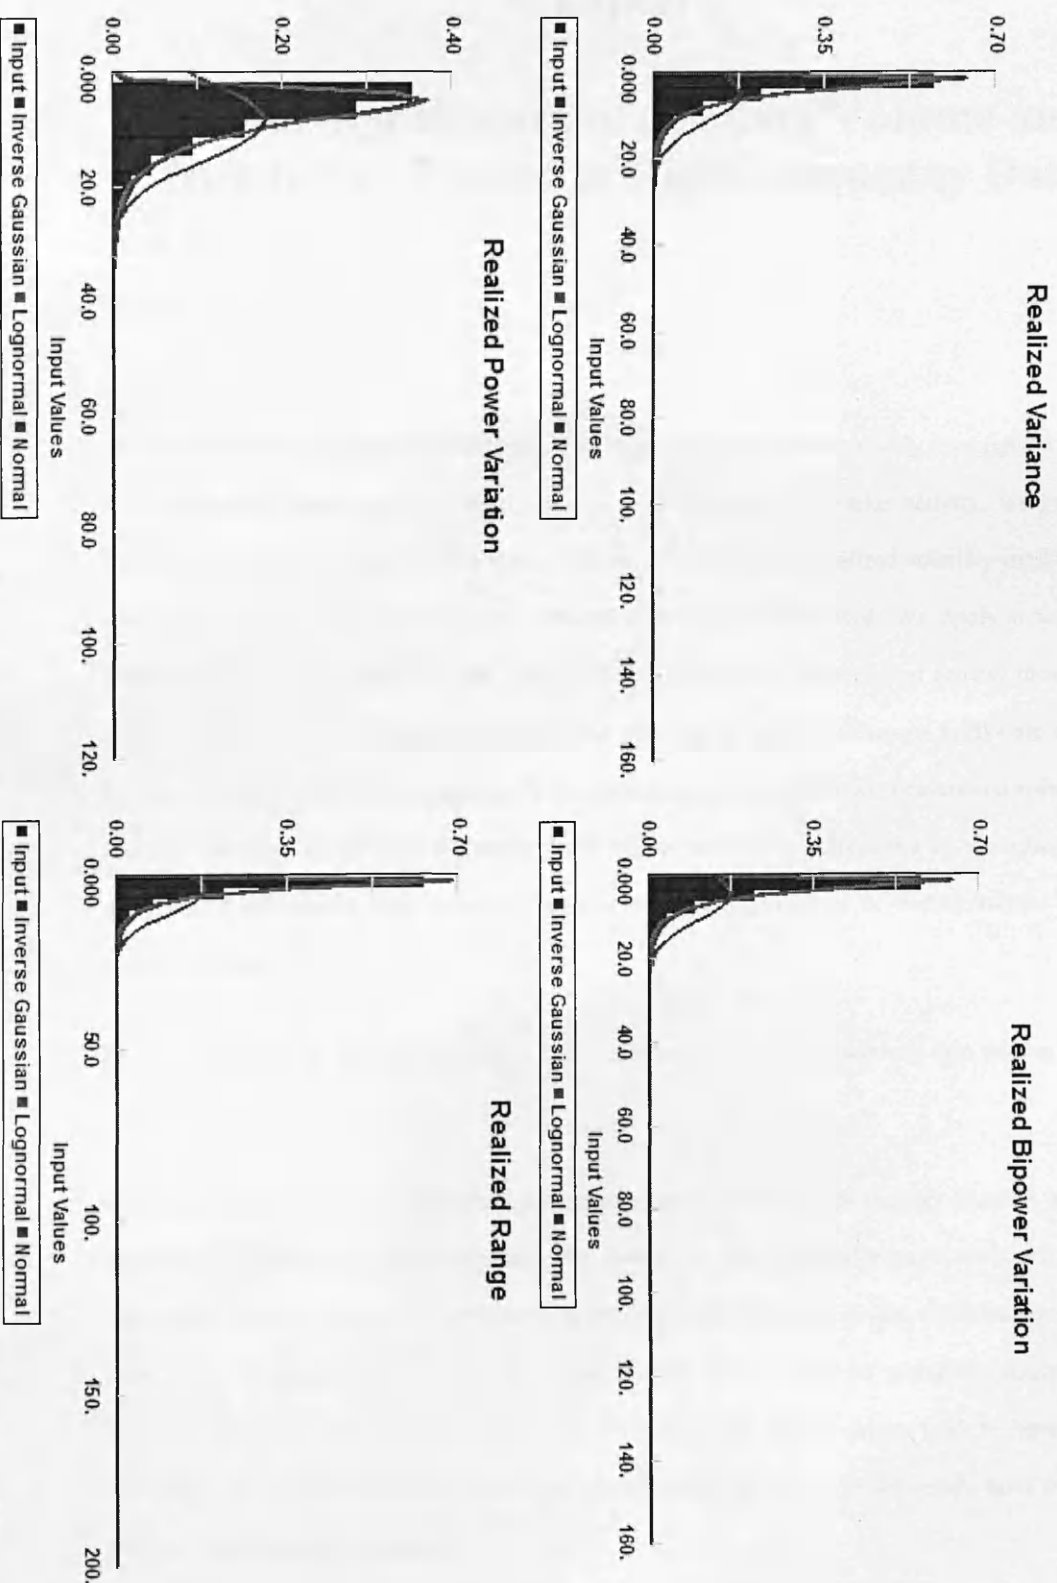 Realized Variance
0.70
0.35
0.00
0.000 20.0 40.0 60.0 80.0 100. 120. 140. 160.
Input Values
■ Input ■ Inverse Gaussian ■ Lognormal ■ Normal
Realized Bipower Variation
0.70
0.35
0.00
0.000 20.0 40.0 60.0 80.0 100. 120. 140. 160.
Input Values
■ Input ■ Inverse Gaussian ■ Lognormal ■ Normal
Realized Power Variation
0.40
0.20
0.00
0.000 20.0 40.0 60.0 80.0 100. 120.
Input Values
■ Input ■ Inverse Gaussian ■ Lognormal ■ Normal
Realized Range
0.70
0.35
0.00
0.000 50.0 100. 150. 200.
Input Values
■ Input ■ Inverse Gaussian ■ Lognormal ■ Normal